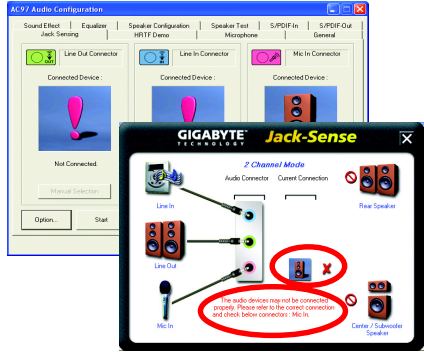 AC97 Audio Configuration
Sound Effect Equalizer Speaker Configuration Speaker Test S/PDIF-In S/PDIF-Out
Jack Sensing HRTF Demo Microphone General
OUT
Line Out Connector
Line In Connector
Mic In Connector
Connected Device :
Connected Device :
Connected Device :
Not Connected.
Manual Selection
Option...
Start
GIGABYTE
TECHNOLOGY
Jack-Sense
X
2 Channel Mode
Audio Connector Current Connection
Line In
Rear Speaker
Line Out
The audio devices may not be connected
properly. Please refer to the correct connection
and check below connectors : Mic In.
Mic In
Center / Subwoofer
Speaker